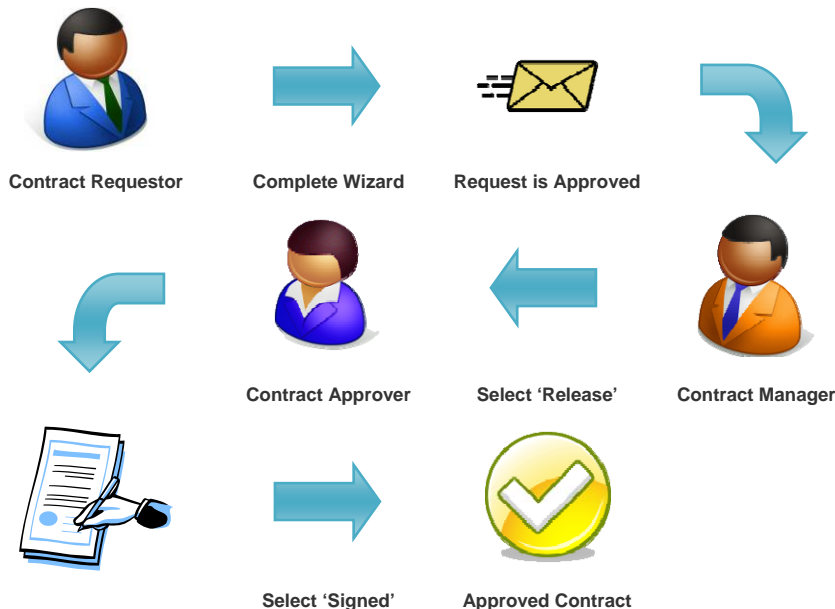 Contract Requestor
Complete Wizard
Request is Approved
Contract Approver
Select ‘Release’
Contract Manager
Select ‘Signed’
Approved Contract